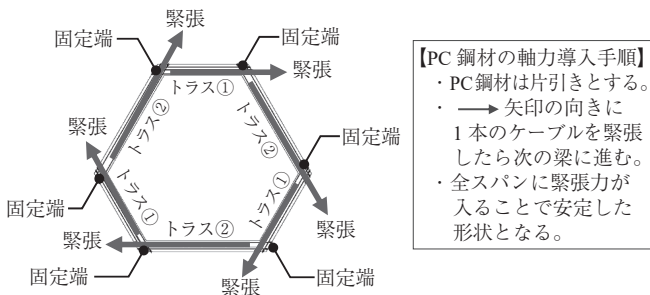 緊張
固定端
固定端
緊張
トラス①
トラス②
緊張
トラス②
固定端
トラス①
トラス①
固定端
緊張
トラス②
緊張
固定端
緊張
固定端
【PC 鋼材の軸力導入手順】
・PC鋼材は片引きとする。
・ → 矢印の向きに
1 本のケーブルを緊張
したら次の梁に進む。
・全スパンに緊張力が
入ることで安定した
形状となる。